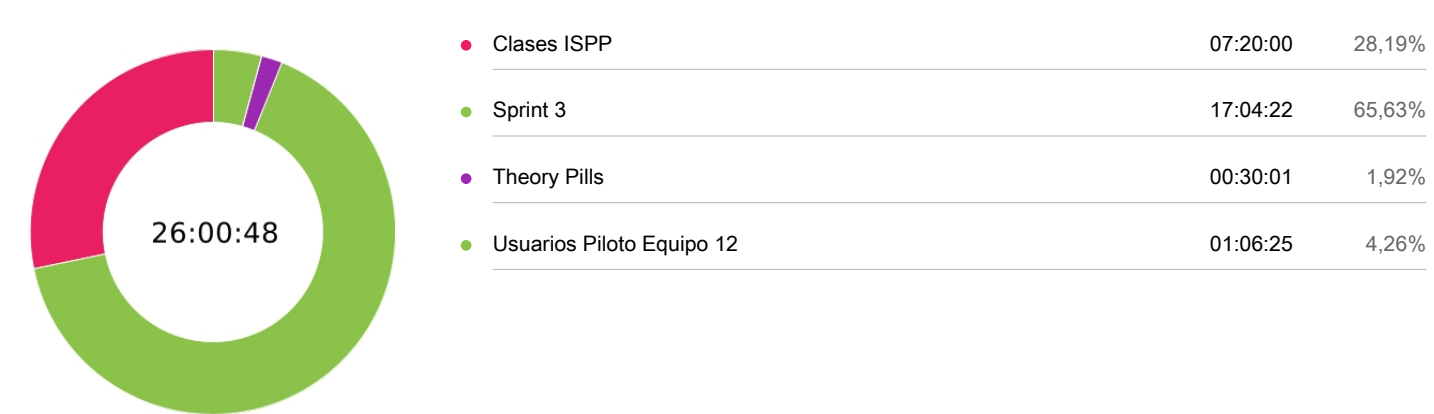 Clases ISPP 07:20:00 28,19%
Sprint 3 17:04:22 65,63%
Theory Pills 00:30:01 1,92%
26:00:48
Usuarios Piloto Equipo 12 01:06:25 4,26%